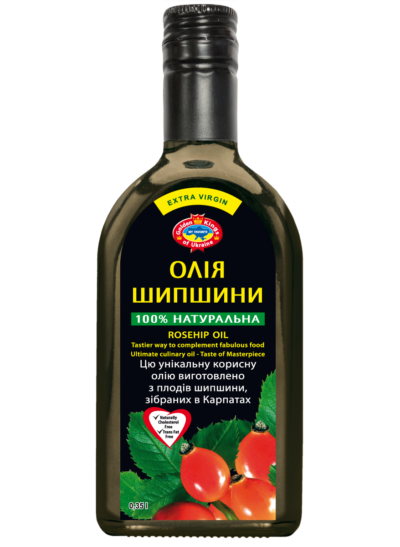 EXTRA VIRGIN
Golden Kings
of Ukraine
ОЛІЯ
ШИПШИНИ
100% НАТУРАЛЬНА
ROSEHIP OIL
Tastier way to complement fabulous food
Ultimate culinary oil - Taste of Masterpiece
Цю унікальну корисну
олію виготовлено
з плодів шипшини,
зібраних в Карпатах
Naturally
Cholesterol
Free
Trans Fat
Free
0,35 l